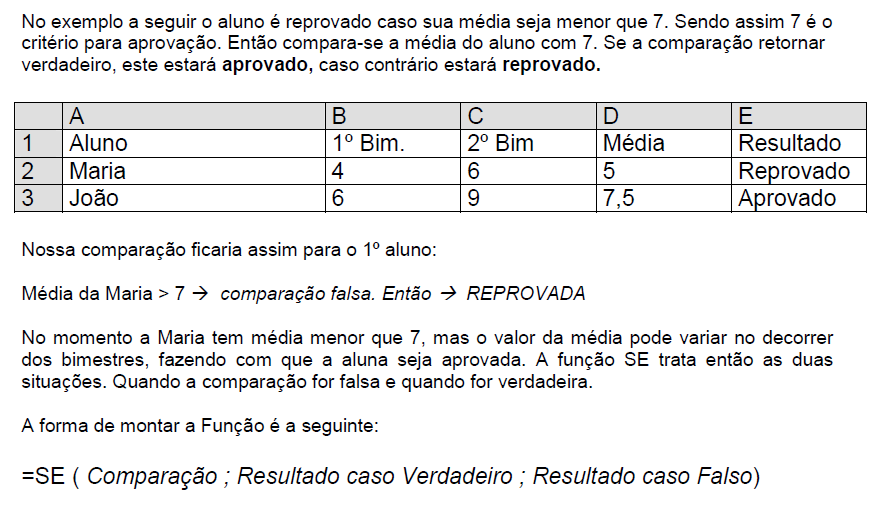 No exemplo a seguir o aluno é reprovado caso sua média seja menor que 7. Sendo assim 7 é o
critério para aprovação. Então compara-se a média do aluno com 7. Se a comparação retornar
verdadeiro, este estará aprovado, caso contrário estará reprovado.
A B C D E
1 Aluno 1º Bim. 2º Bim Média Resultado
2 Maria 4 6 5 Reprovado
3 João 6 9 7,5 Aprovado
Nossa comparação ficaria assim para o 1º aluno:
Média da Maria > 7 → comparação falsa. Então → REPROVADA
No momento a Maria tem média menor que 7, mas o valor da média pode variar no decorrer
dos bimestres, fazendo com que a aluna seja aprovada. A função SE trata então as duas
situações. Quando a comparação for falsa e quando for verdadeira.
A forma de montar a Função é a seguinte:
=SE ( Comparação ; Resultado caso Verdadeiro ; Resultado caso Falso)